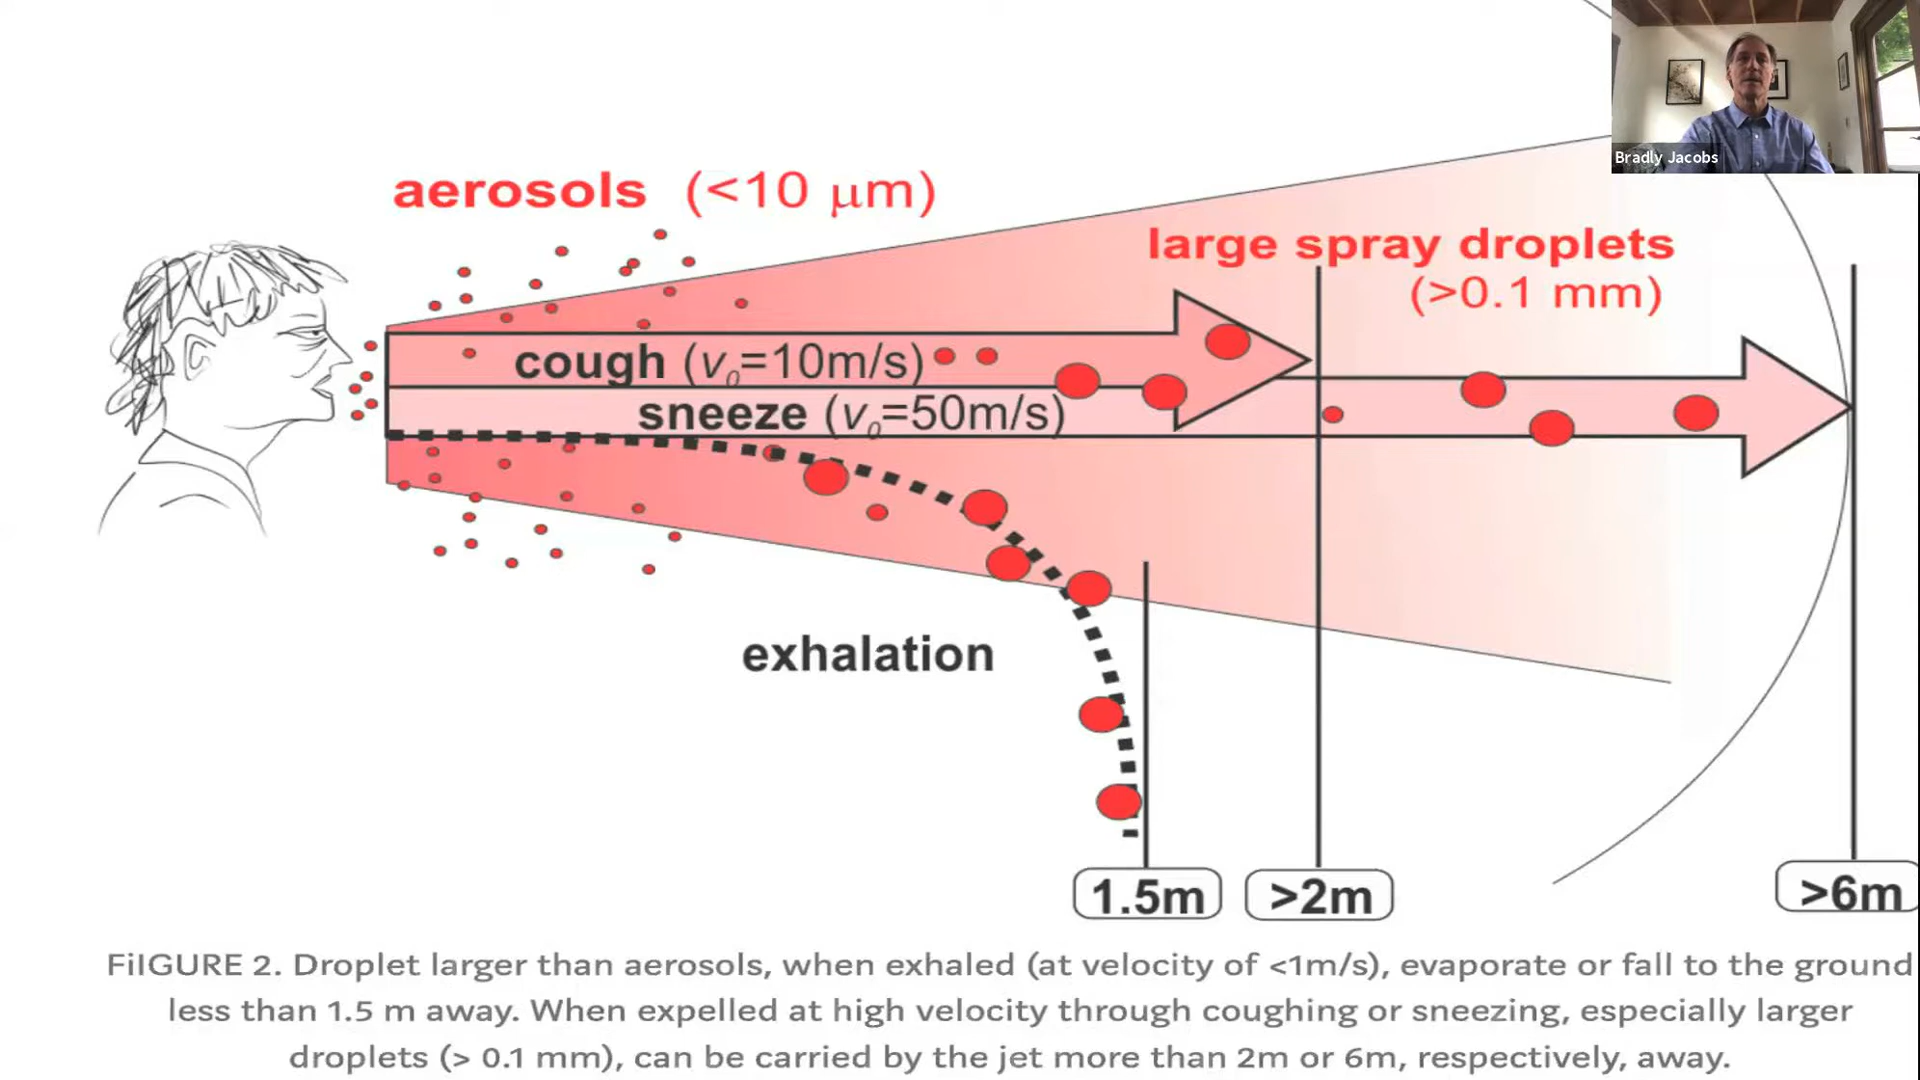 Bradly Jacobs
aerosols (<10 μm)
large spray droplets
(>0.1 mm)
cough (v0=10m/s)
sneeze (v0=50m/s)
exhalation
1.5m
>2m
>6m
FiIGURE 2. Droplet larger than aerosols, when exhaled (at velocity of <1m/s), evaporate or fall to the ground
less than 1.5 m away. When expelled at high velocity through coughing or sneezing, especially larger
droplets (> 0.1 mm), can be carried by the jet more than 2m or 6m, respectively, away.